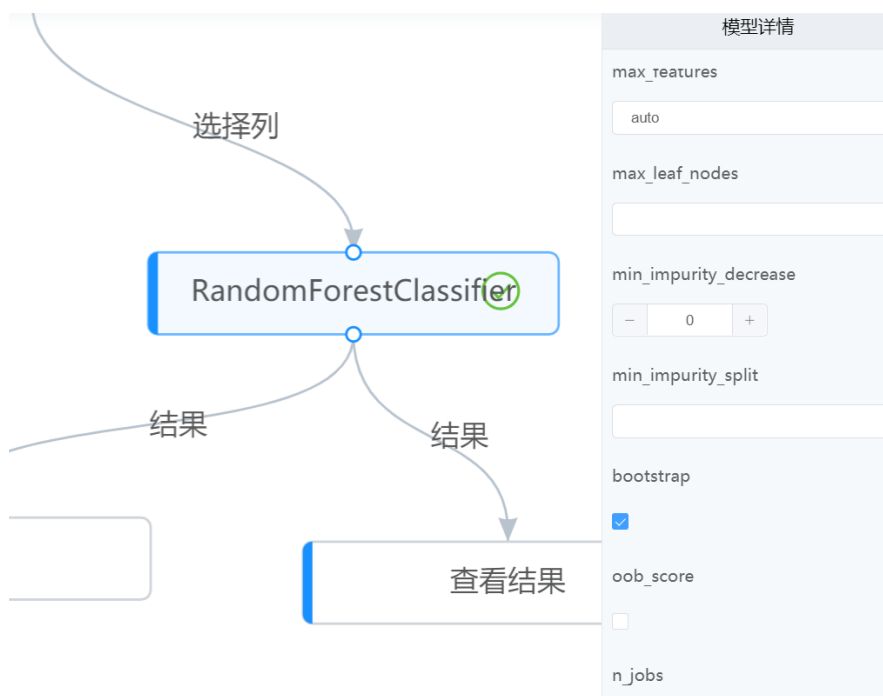 模型详情
选择列
RandomForestClassifier
结果
结果
查看结果
max_features
auto
max_leaf_nodes
min_impurity_decrease
− 0 +
min_impurity_split
bootstrap
oob_score
n_jobs